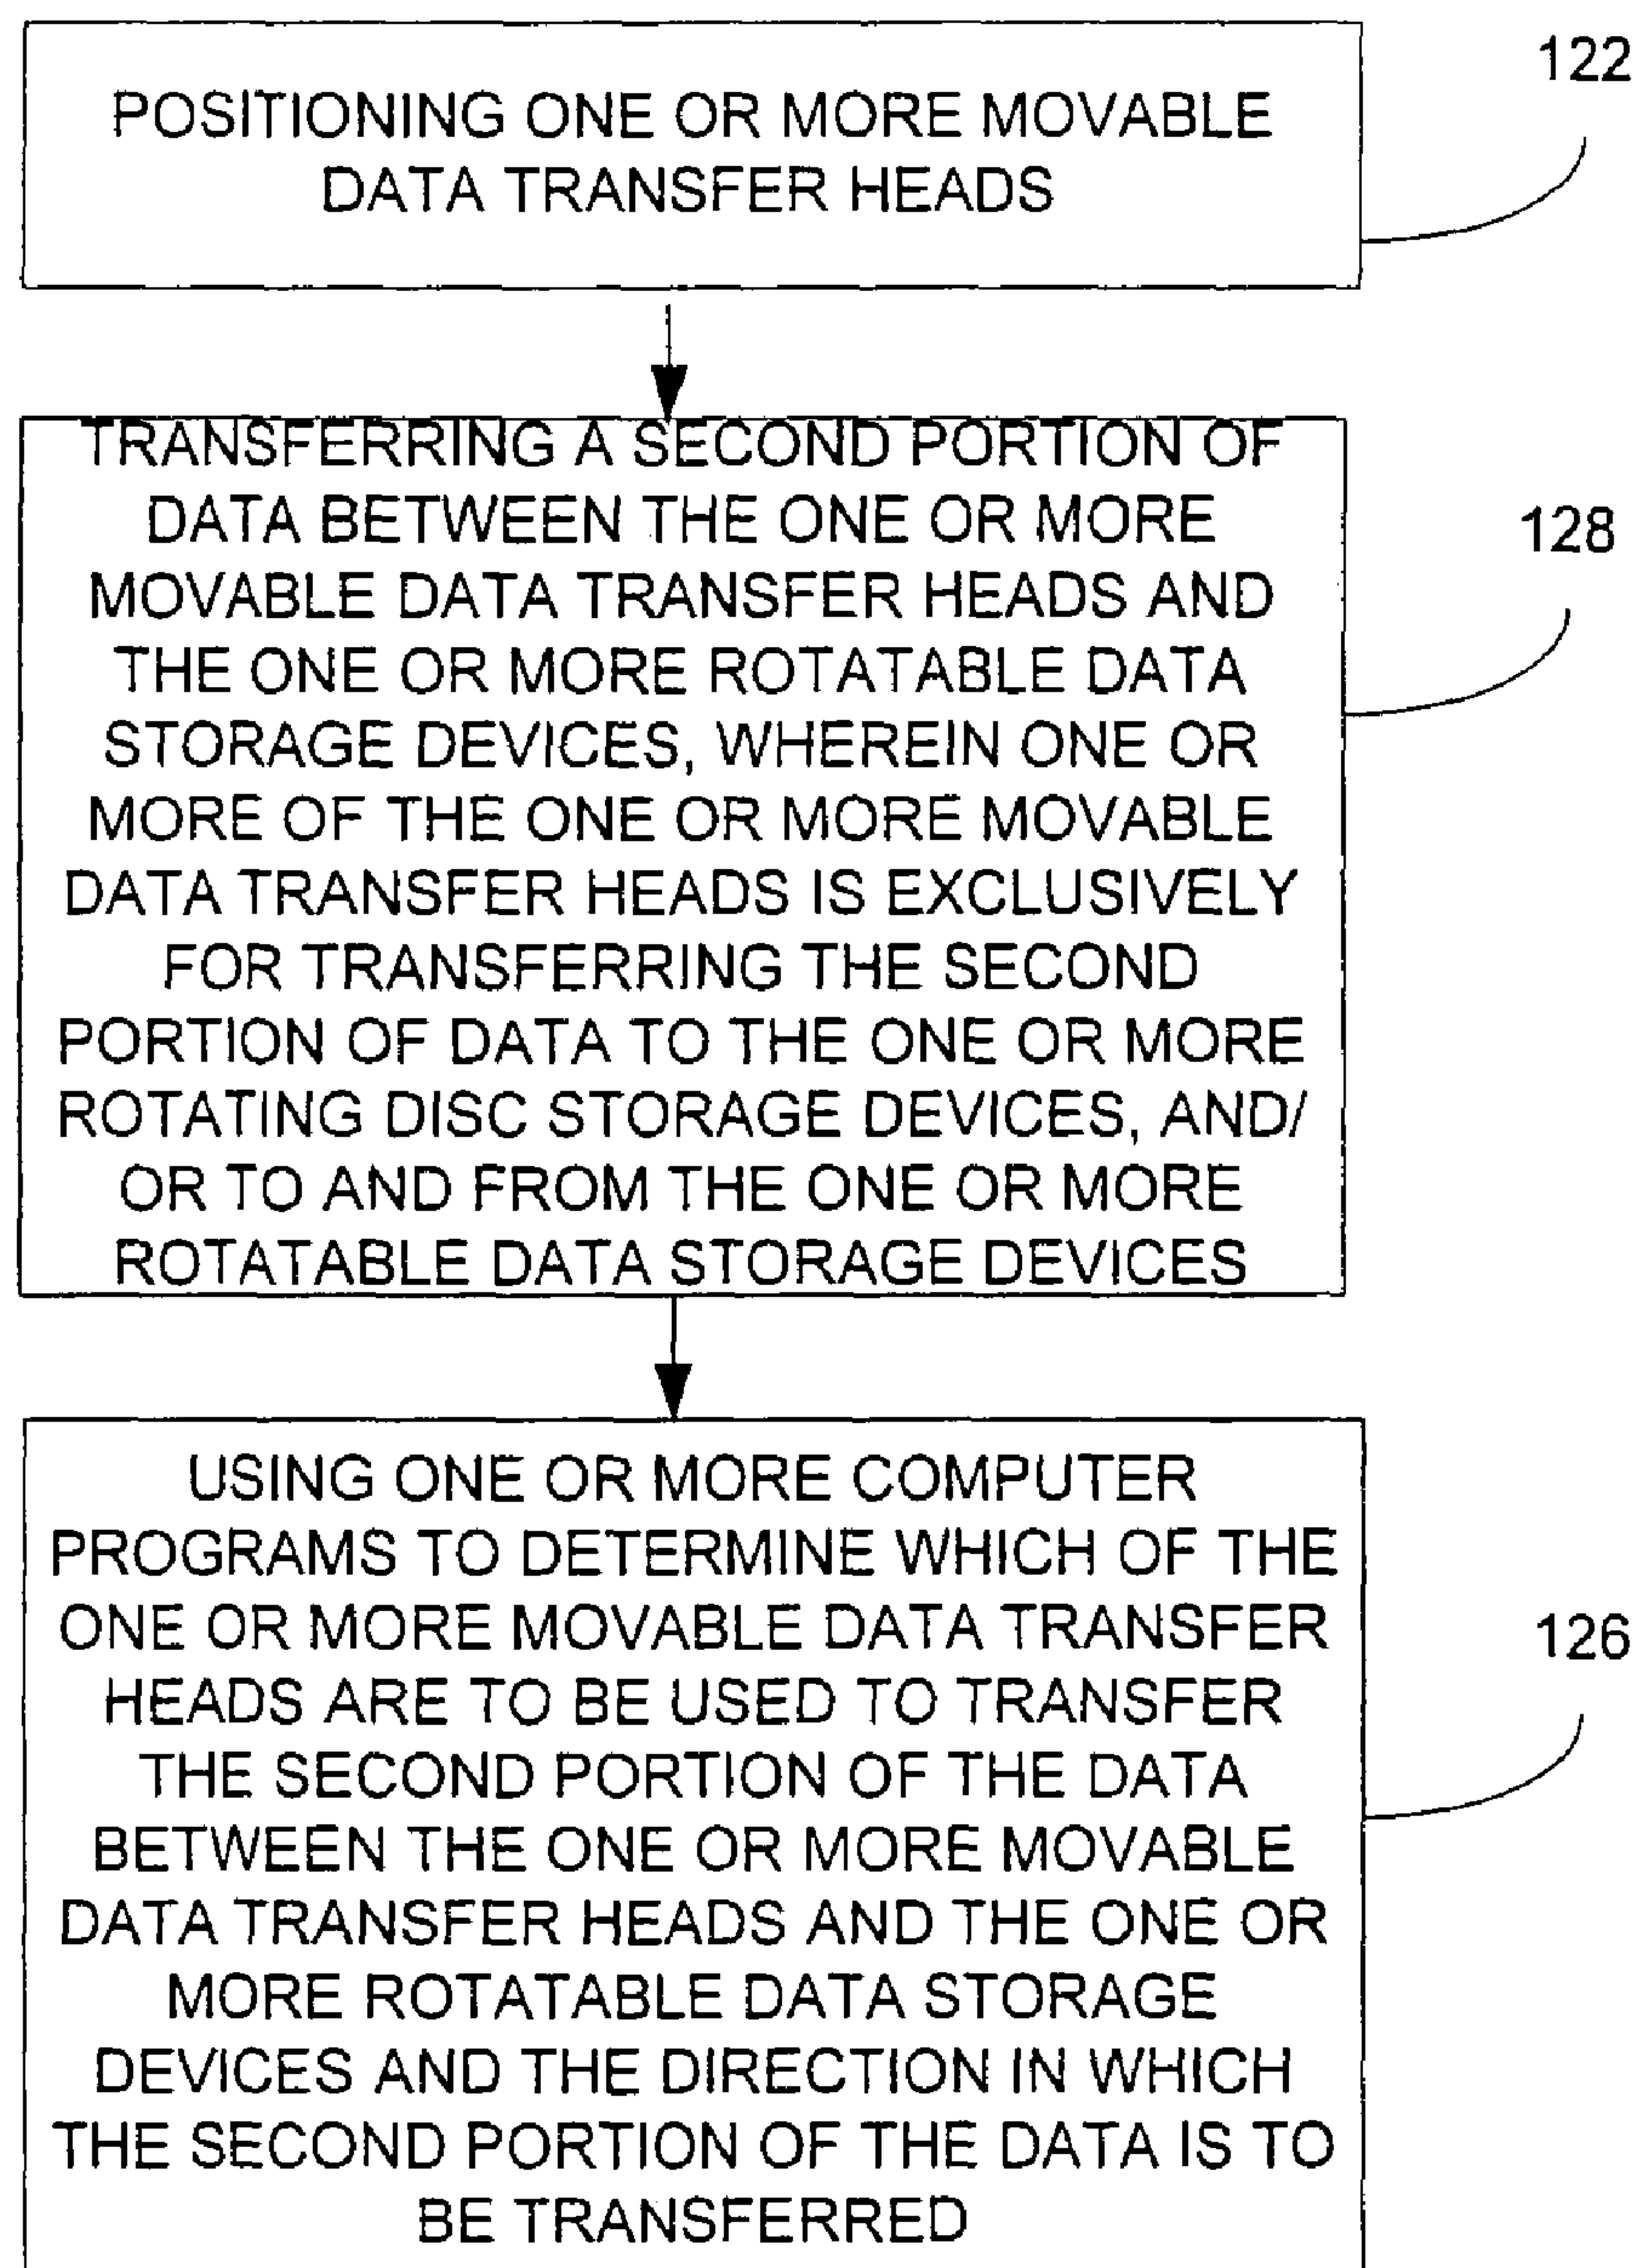 POSITIONING ONE OR MORE MOVABLE
DATA TRANSFER HEADS
122
TRANSFERRING A SECOND PORTION OF
DATA BETWEEN THE ONE OR MORE
MOVABLE DATA TRANSFER HEADS AND
THE ONE OR MORE ROTATABLE DATA
STORAGE DEVICES, WHEREIN ONE OR
MORE OF THE ONE OR MORE MOVABLE
DATA TRANSFER HEADS IS EXCLUSIVELY
FOR TRANSFERRING THE SECOND
PORTION OF DATA TO THE ONE OR MORE
ROTATING DISC STORAGE DEVICES, AND/
OR TO AND FROM THE ONE OR MORE
ROTATABLE DATA STORAGE DEVICES
128
USING ONE OR MORE COMPUTER
PROGRAMS TO DETERMINE WHICH OF THE
ONE OR MORE MOVABLE DATA TRANSFER
HEADS ARE TO BE USED TO TRANSFER
THE SECOND PORTION OF THE DATA
BETWEEN THE ONE OR MORE MOVABLE
DATA TRANSFER HEADS AND THE ONE OR
MORE ROTATABLE DATA STORAGE
DEVICES AND THE DIRECTION IN WHICH
THE SECOND PORTION OF THE DATA IS TO
BE TRANSFERRED
126